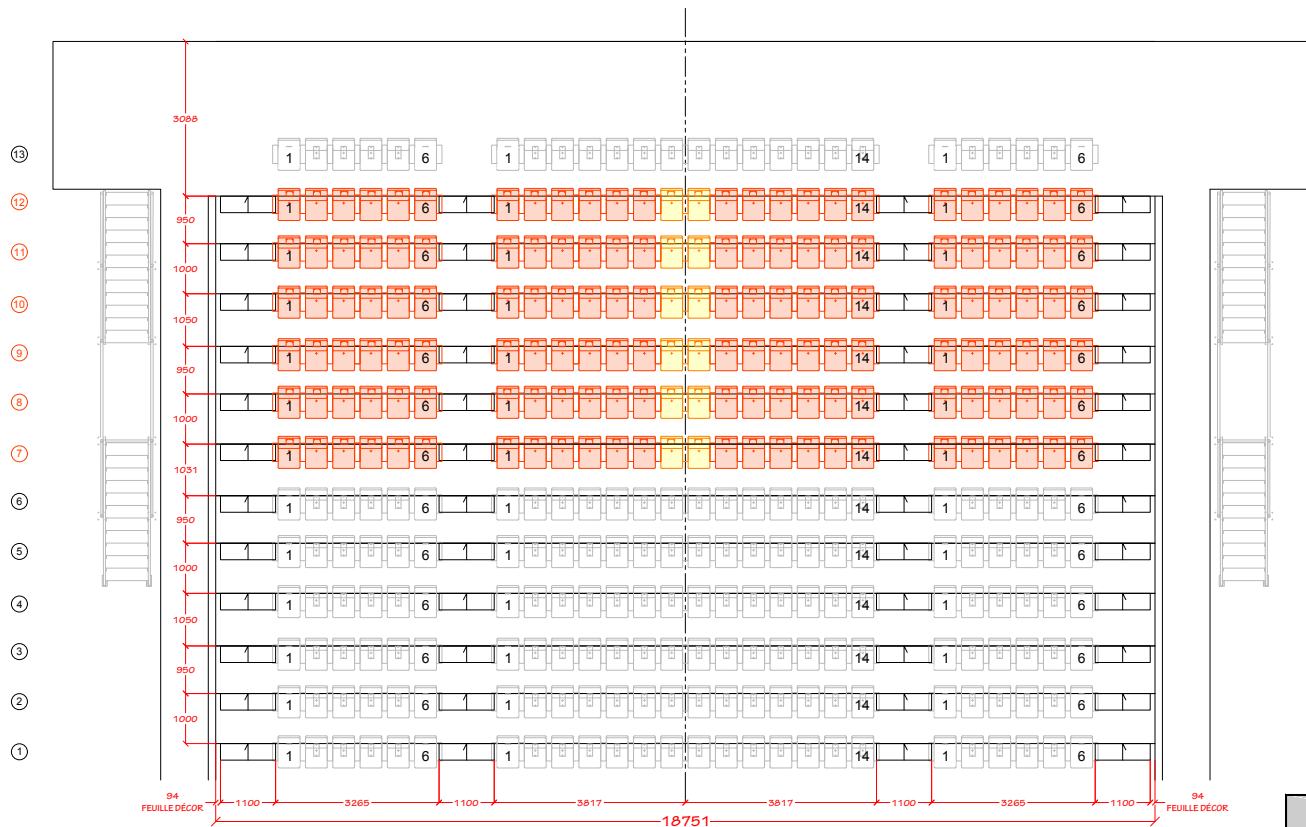 3088
13 1 6 1 14 1 6
12 1 6 1 14 1 6
950
11 1 6 1 14 1 6
1000
10 1 6 1 14 1 6
1050
9 1 6 1 14 1 6
950
8 1 6 1 14 1 6
1000
7 1 6 1 14 1 6
1031
6 1 6 1 14 1 6
950
5 1 6 1 14 1 6
1000
4 1 6 1 14 1 6
1050
3 1 6 1 14 1 6
950
2 1 6 1 14 1 6
1000
1 1 6 1 14 1 6
94
FEUILLE DÉCOR
1100 3265 1100 3817 3817 1100 3265 1100
94
FEUILLE DÉCOR
18751